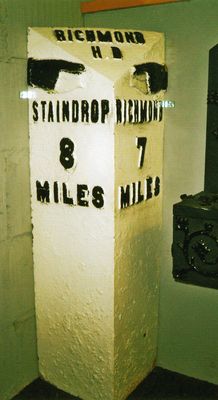 RICHMOND
H.D
STAINDROP
8
MILES
RICHMOND
7
MILES